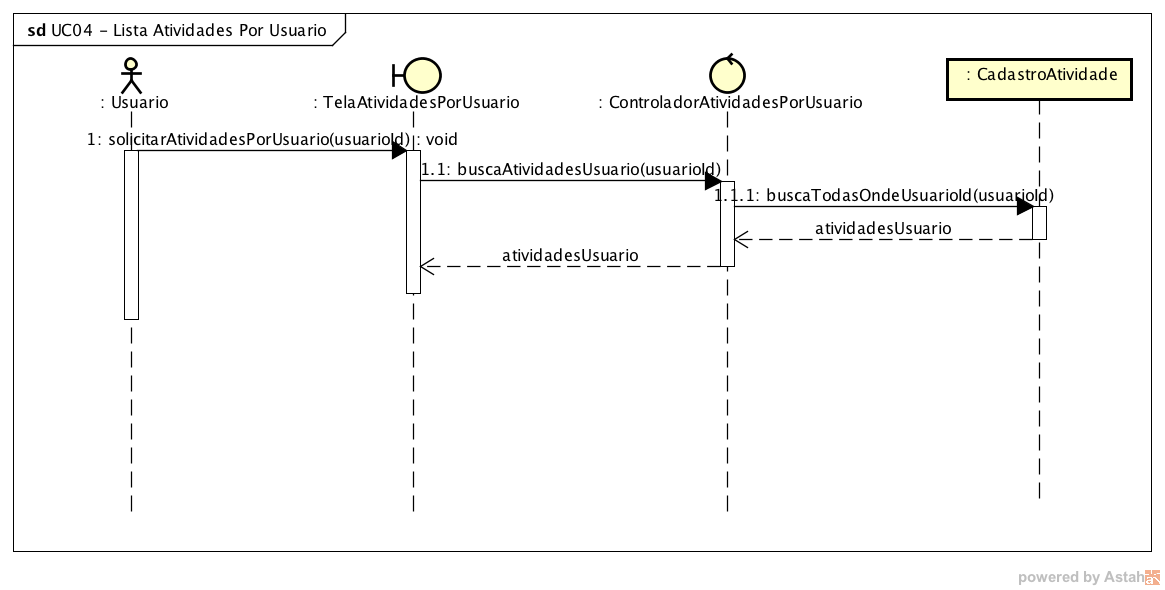 sd UC04 - Lista Atividades Por Usuario
: Usuario
: TelaAtividadesPorUsuario
: ControladorAtividadesPorUsuario
: CadastroAtividade
1: solicitarAtividadesPorUsuario(usuarioId) : void
1.1: buscaAtividadesUsuario(usuarioId)
1.1.1: buscaTodasOndeUsuarioId(usuarioId)
atividadesUsuario
atividadesUsuario
powered by Astah